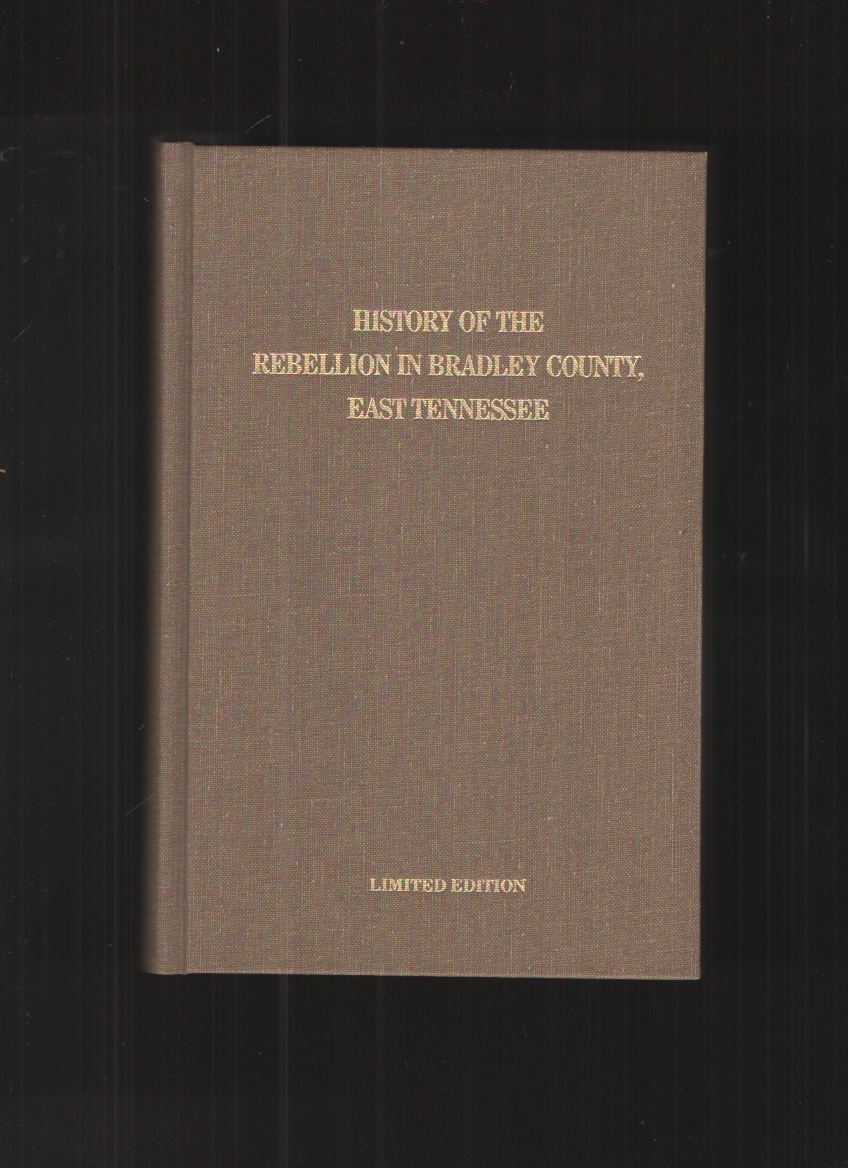 HISTORY OF THE
REBELLION IN BRADLEY COUNTY,
EAST TENNESSEE
LIMITED EDITION